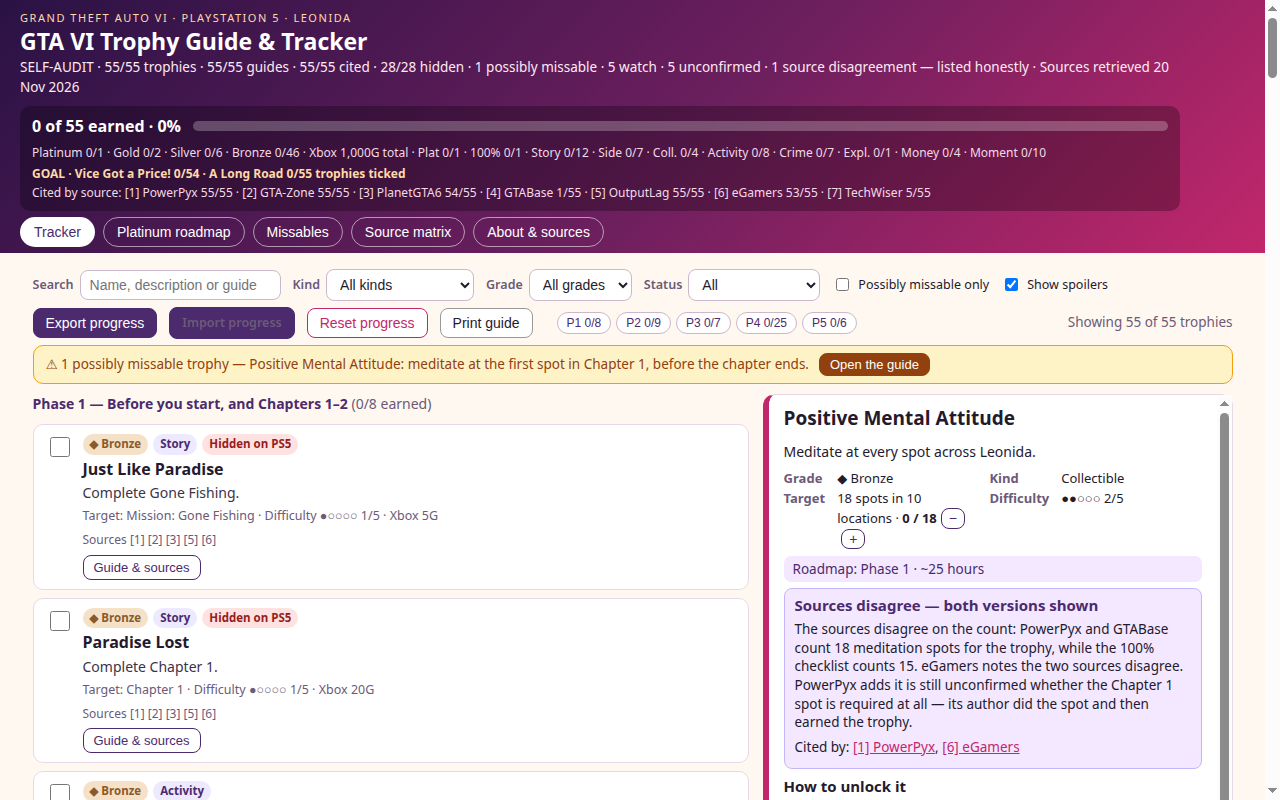 GRAND THEFT AUTO VI · PLAYSTATION 5 · LEONIDA
GTA VI Trophy Guide & Tracker
SELF-AUDIT · 55/55 trophies · 55/55 guides · 55/55 cited · 28/28 hidden · 1 possibly missable · 5 watch · 5 unconfirmed · 1 source disagreement — listed honestly · Sources retrieved 20
Nov 2026
0 of 55 earned · 0%
Platinum 0/1 · Gold 0/2 · Silver 0/6 · Bronze 0/46 · Xbox 1,000G total · Plat 0/1 · 100% 0/1 · Story 0/12 · Side 0/7 · Coll. 0/4 · Activity 0/8 · Crime 0/7 · Expl. 0/1 · Money 0/4 · Moment 0/10
GOAL · Vice Got a Price! 0/54 · A Long Road 0/55 trophies ticked
Cited by source: [1] PowerPyx 55/55 · [2] GTA-Zone 55/55 · [3] PlanetGTA6 54/55 · [4] GTABase 1/55 · [5] OutputLag 55/55 · [6] eGamers 53/55 · [7] TechWiser 5/55
Tracker
Platinum roadmap
Missables
Source matrix
About & sources
Search
Name, description or guide
Kind
All kinds
Grade
All grades
Status
All
Possibly missable only
Show spoilers
Export progress
Import progress
Reset progress
Print guide
P1 0/8
P2 0/9
P3 0/7
P4 0/25
P5 0/6
Showing 55 of 55 trophies
⚠ 1 possibly missable trophy — Positive Mental Attitude: meditate at the first spot in Chapter 1, before the chapter ends.
Open the guide
Phase 1 — Before you start, and Chapters 1–2 (0/8 earned)
◆ Bronze
Story
Hidden on PS5
Just Like Paradise
Complete Gone Fishing.
Target: Mission: Gone Fishing · Difficulty ●○○○○ 1/5 · Xbox 5G
Sources [1] [2] [3] [5] [6]
Guide & sources
◆ Bronze
Story
Hidden on PS5
Paradise Lost
Complete Chapter 1.
Target: Chapter 1 · Difficulty ●○○○○ 1/5 · Xbox 20G
Sources [1] [2] [3] [5] [6]
Guide & sources
◆ Bronze
Activity
Positive Mental Attitude
Meditate at every spot across Leonida.
Grade ◆ Bronze
Kind Collectible
Target 18 spots in 10
locations · 0 / 18 −
+
Difficulty ●●○○○ 2/5
Roadmap: Phase 1 · ~25 hours
Sources disagree — both versions shown
The sources disagree on the count: PowerPyx and GTABase
count 18 meditation spots for the trophy, while the 100%
checklist counts 15. eGamers notes the two sources disagree.
PowerPyx adds it is still unconfirmed whether the Chapter 1
spot is required at all — its author did the spot and then
earned the trophy.
Cited by: [1] PowerPyx, [6] eGamers
How to unlock it